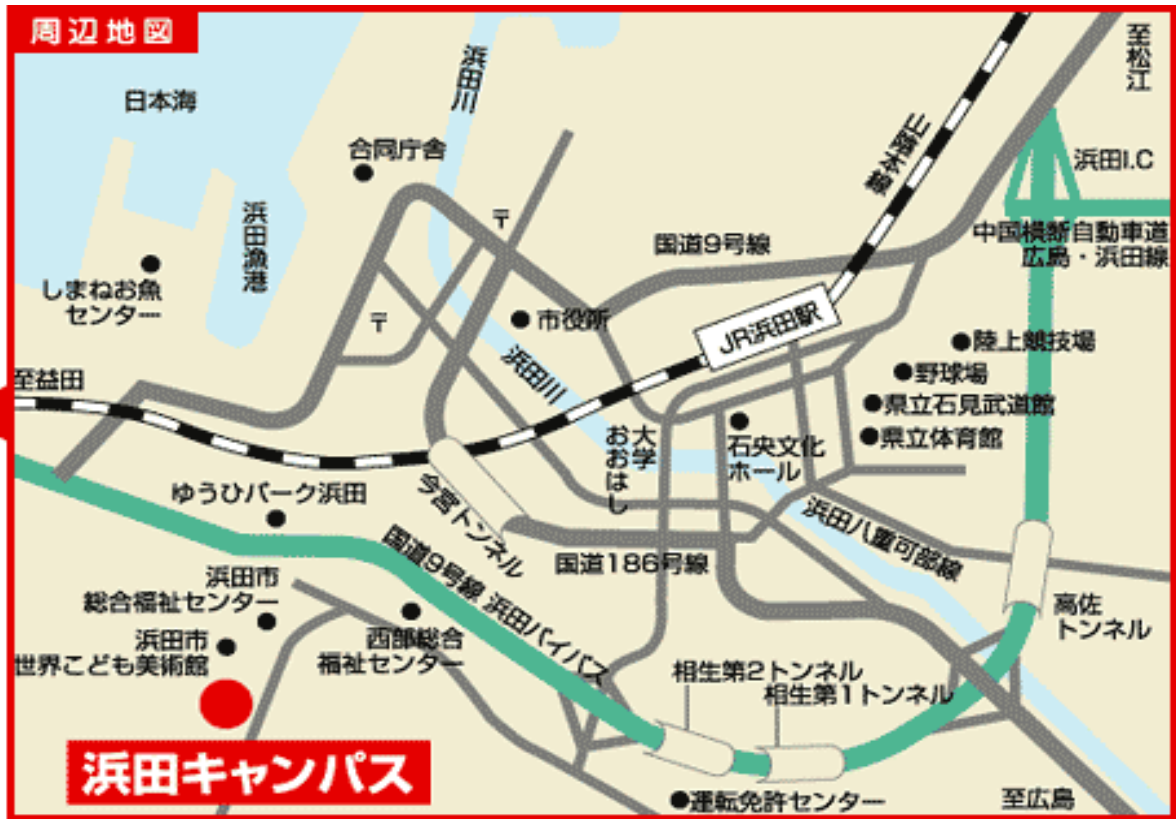 周辺地図
至松江
浜田川
日本海
山陰本線
合同庁舎
浜田I.C
浜田漁港
〒
国道9号線
中国横断自動車道
広島・浜田線
しまねお魚
センター
〒
市役所
JR浜田駅
陸上競技場
浜田川
野球場
至益田
県立石見武道館
石央文化
ホール
県立体育館
大学
おおはし
ゆうひパーク浜田
今宮トンネル
浜田八重可部線
国道9号線 浜田バイパス
国道186号線
浜田市
総合福祉センター
高佐
トンネル
浜田市
世界こども美術館
西部総合
福祉センター
相生第2トンネル
相生第1トンネル
浜田キャンパス
運転免許センター
至広島